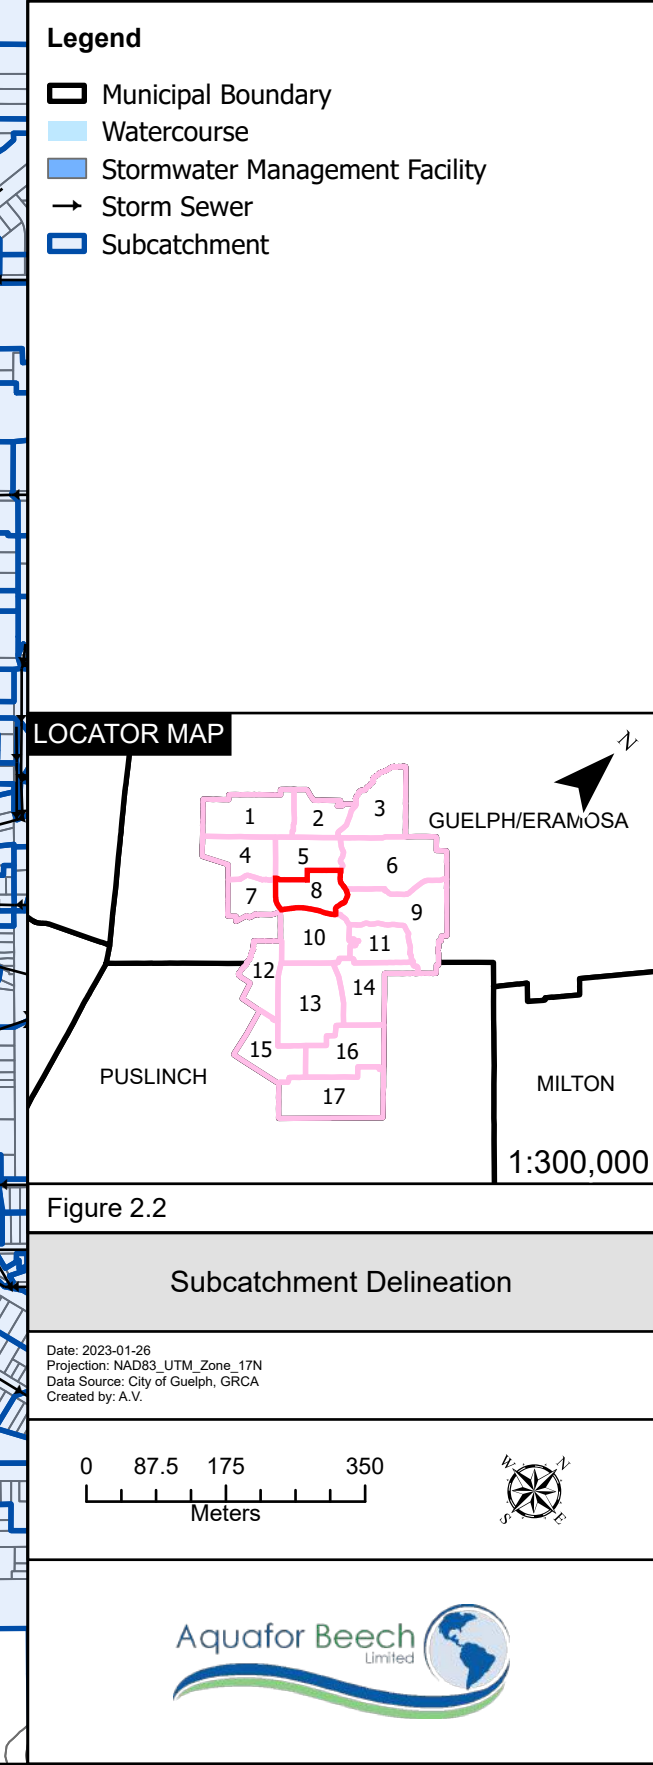 Legend
Municipal Boundary
Watercourse
Stormwater Management Facility
Storm Sewer
Subcatchment
LOCATOR MAP
N
1
2
3
GUELPH/ERAMOSA
4
5
6
7
8
9
10
11
12
13
14
15
16
PUSLINCH
MILTON
17
1:300,000
Figure 2.2
Subcatchment Delineation
Date: 2023-01-26
Projection: NAD83_UTM_Zone_17N
Data Source: City of Guelph, GRCA
Created by: A.V.
0 87.5 175 350
Meters
W N
S E
Aquafor Beech
Limited